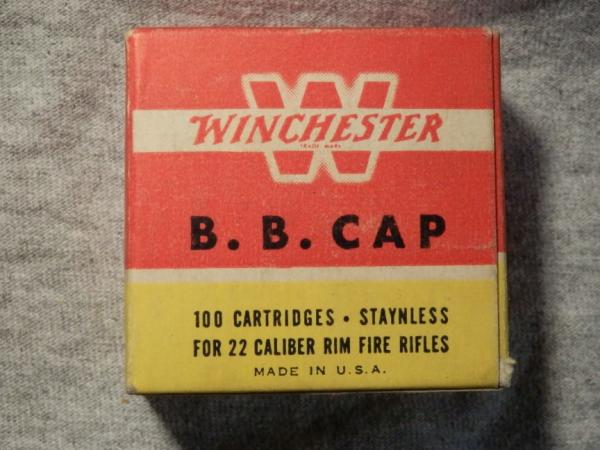 W
WINCHESTER
TRADE MARK
B. B. CAP
100 CARTRIDGES • STAYNLESS
FOR 22 CALIBER RIM FIRE RIFLES
MADE IN U.S.A.